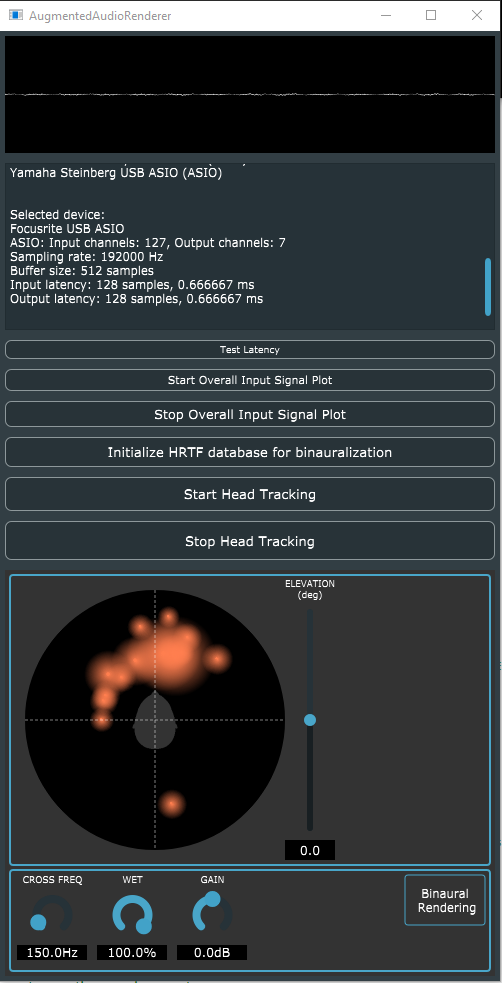 AugmentedAudioRenderer
Yamaha Steinberg USB ASIO (ASIO)
Selected device:
Focusrite USB ASIO
ASIO: Input channels: 127, Output channels: 7
Sampling rate: 192000 Hz
Buffer size: 512 samples
Input latency: 128 samples, 0.666667 ms
Output latency: 128 samples, 0.666667 ms
Test Latency
Start Overall Input Signal Plot
Stop Overall Input Signal Plot
Initialize HRTF database for binauralization
Start Head Tracking
Stop Head Tracking
ELEVATION
(deg)
0.0
CROSS FREQ
WET
GAIN
150.0Hz
100.0%
0.0dB
Binaural
Rendering